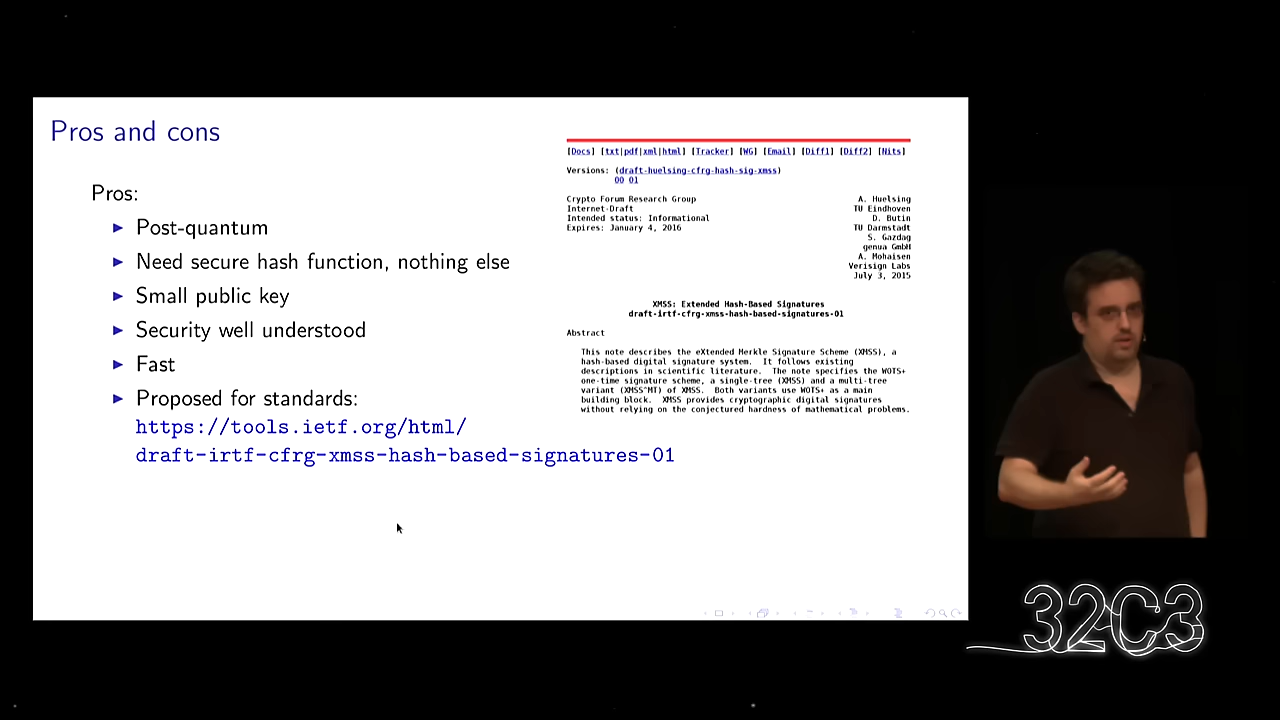 Pros and cons
Pros:
Post-quantum
Need secure hash function, nothing else
Small public key
Security well understood
Fast
Proposed for standards:
https://tools.ietf.org/html/
draft-irtf-cfrg-xmss-hash-based-signatures-01
[Docs] [txt|pdf|xml|html] [Tracker] [WG] [Email] [Diff1] [Diff2] [Nits]
Versions: (draft-huelsing-cfrg-hash-sig-xmss)
00 01
Crypto Forum Research Group A. Huelsing
Internet-Draft TU Eindhoven
Intended status: Informational D. Butin
Expires: January 4, 2016 TU Darmstadt
S. Gazdag
genua GmbH
A. Mohaisen
Verisign Labs
July 3, 2015
XMSS: Extended Hash-Based Signatures
draft-irtf-cfrg-xmss-hash-based-signatures-01
Abstract
This note describes the eXtended Merkle Signature Scheme (XMSS), a
hash-based digital signature system. It follows existing
descriptions in scientific literature. The note specifies the WOTS+
one-time signature scheme, a single-tree (XMSS) and a multi-tree
variant (XMSS^MT) of XMSS. Both variants use WOTS+ as a main
building block. XMSS provides cryptographic digital signatures
without relying on the conjectured hardness of mathematical problems.
32C3